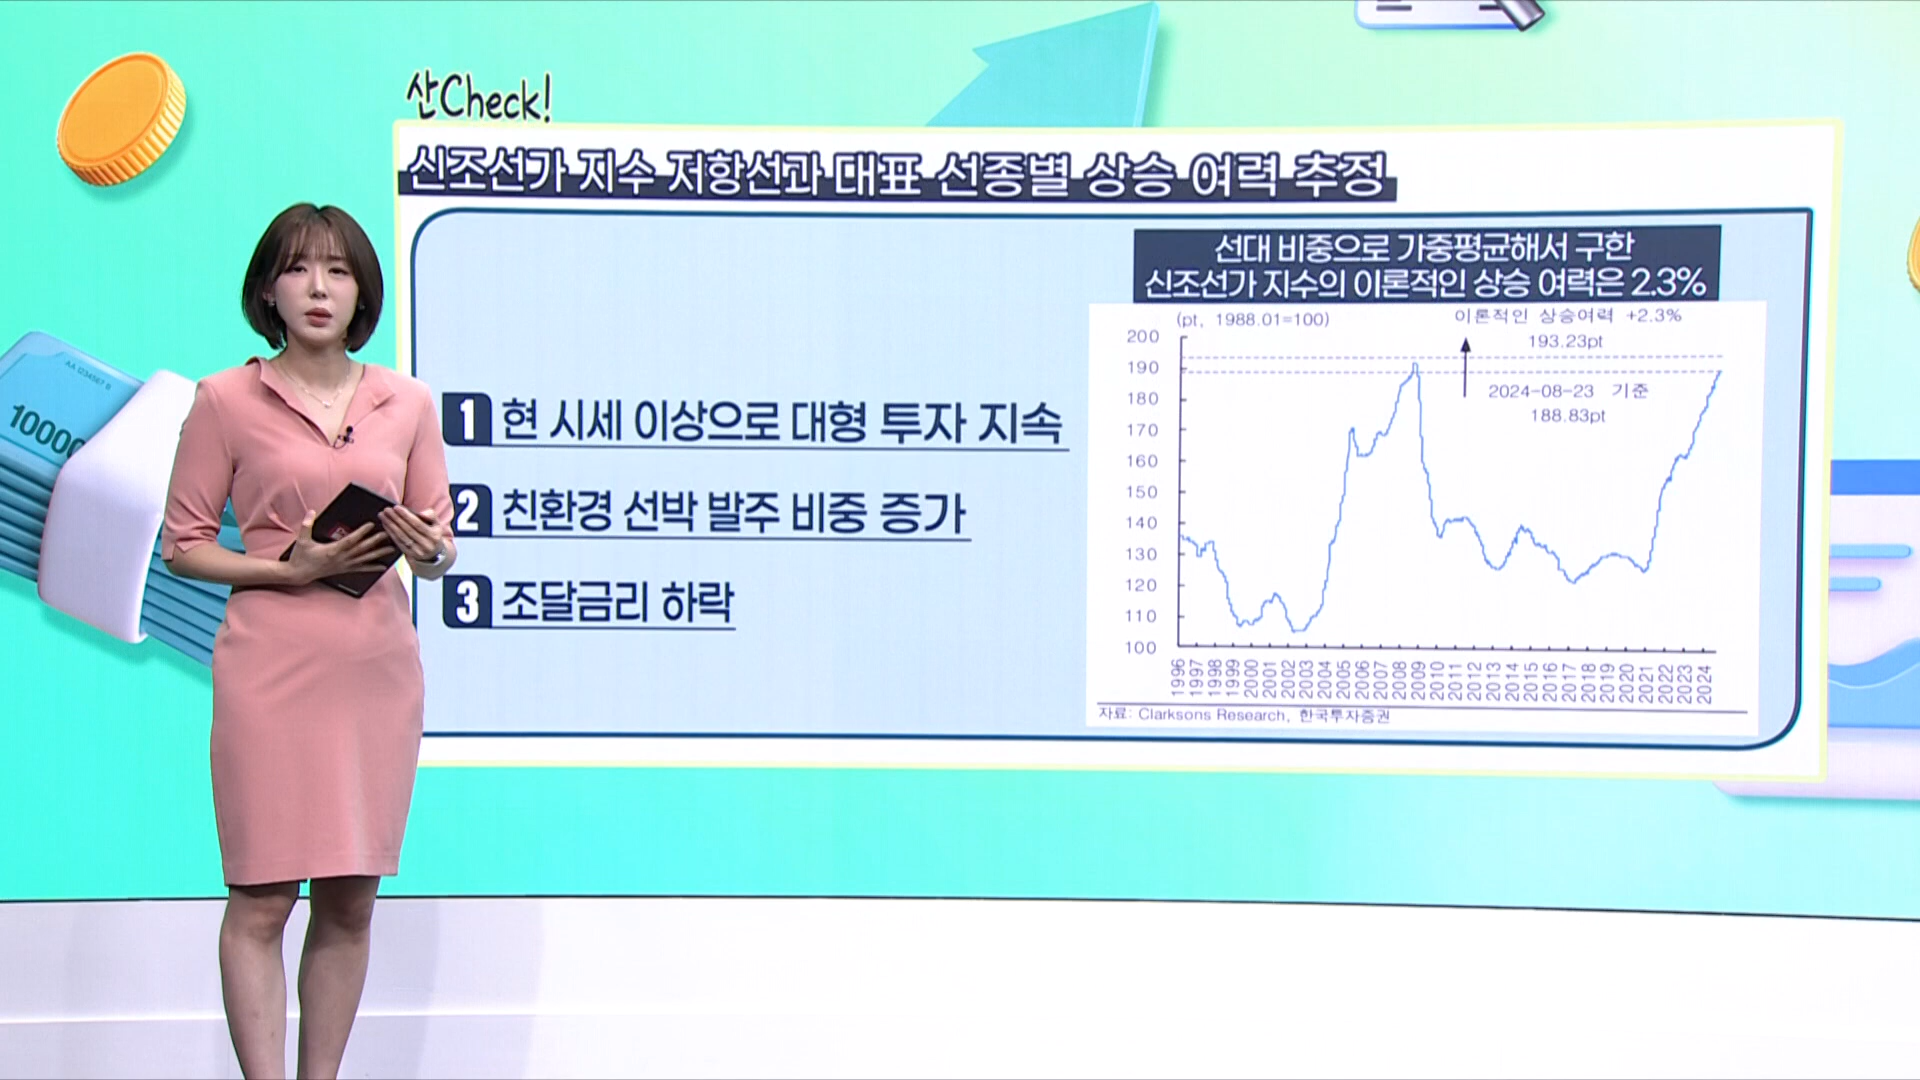 산Check!
신조선가 지수 저항선과 대표 선종별 상승 여력 추정
선대 비중으로 가중평균해서 구한
신조선가 지수의 이론적인 상승 여력은 2.3%
1 현 시세 이상으로 대형 투자 지속
2 친환경 선박 발주 비중 증가
3 조달금리 하락
(pt, 1988.01=100)
이론적인 상승여력 +2.3%
193.23pt
2024-08-23 기준
188.83pt
200
190
180
170
160
150
140
130
120
110
100
1996 1997 1998 1999 2000 2001 2002 2003 2004 2005 2006 2007 2008 2009 2010 2011 2012 2013 2014 2015 2016 2017 2018 2019 2020 2021 2022 2023 2024
자료: Clarksons Research, 한국투자증권
AA 1234567 B
10000